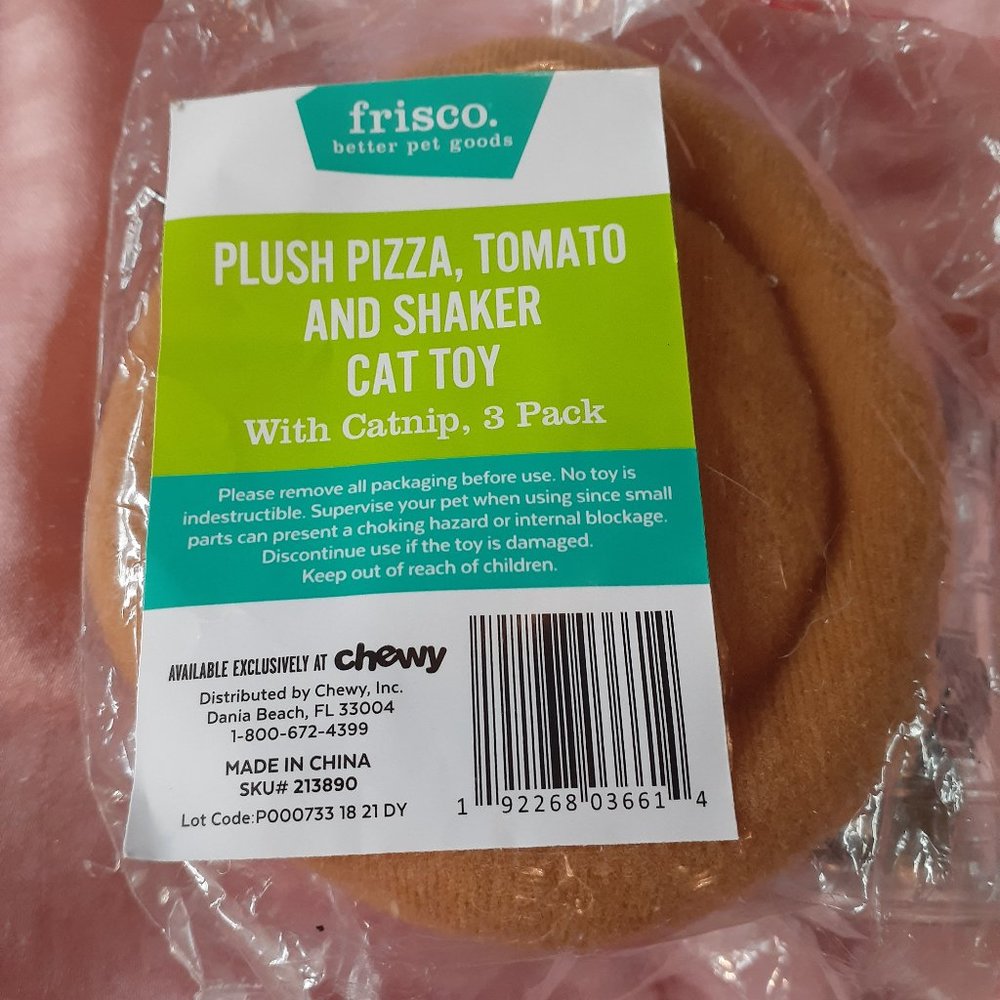 frisco.
better pet goods
PLUSH PIZZA, TOMATO
AND SHAKER
CAT TOY
With Catnip, 3 Pack
Please remove all packaging before use. No toy is
indestructible. Supervise your pet when using since small
parts can present a choking hazard or internal blockage.
Discontinue use if the toy is damaged.
Keep out of reach of children.
AVAILABLE EXCLUSIVELY AT chewy
Distributed by Chewy, Inc.
Dania Beach, FL 33004
1-800-672-4399
MADE IN CHINA
SKU# 213890
Lot Code:P000733 18 21 DY
1 92268 03661 4